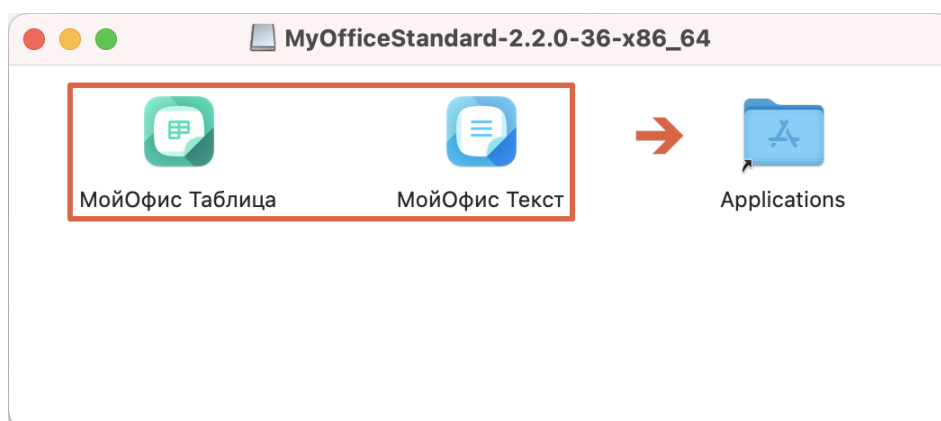 MyOfficeStandard-2.2.0-36-x86_64
МойОфис Таблица
МойОфис Текст
Applications